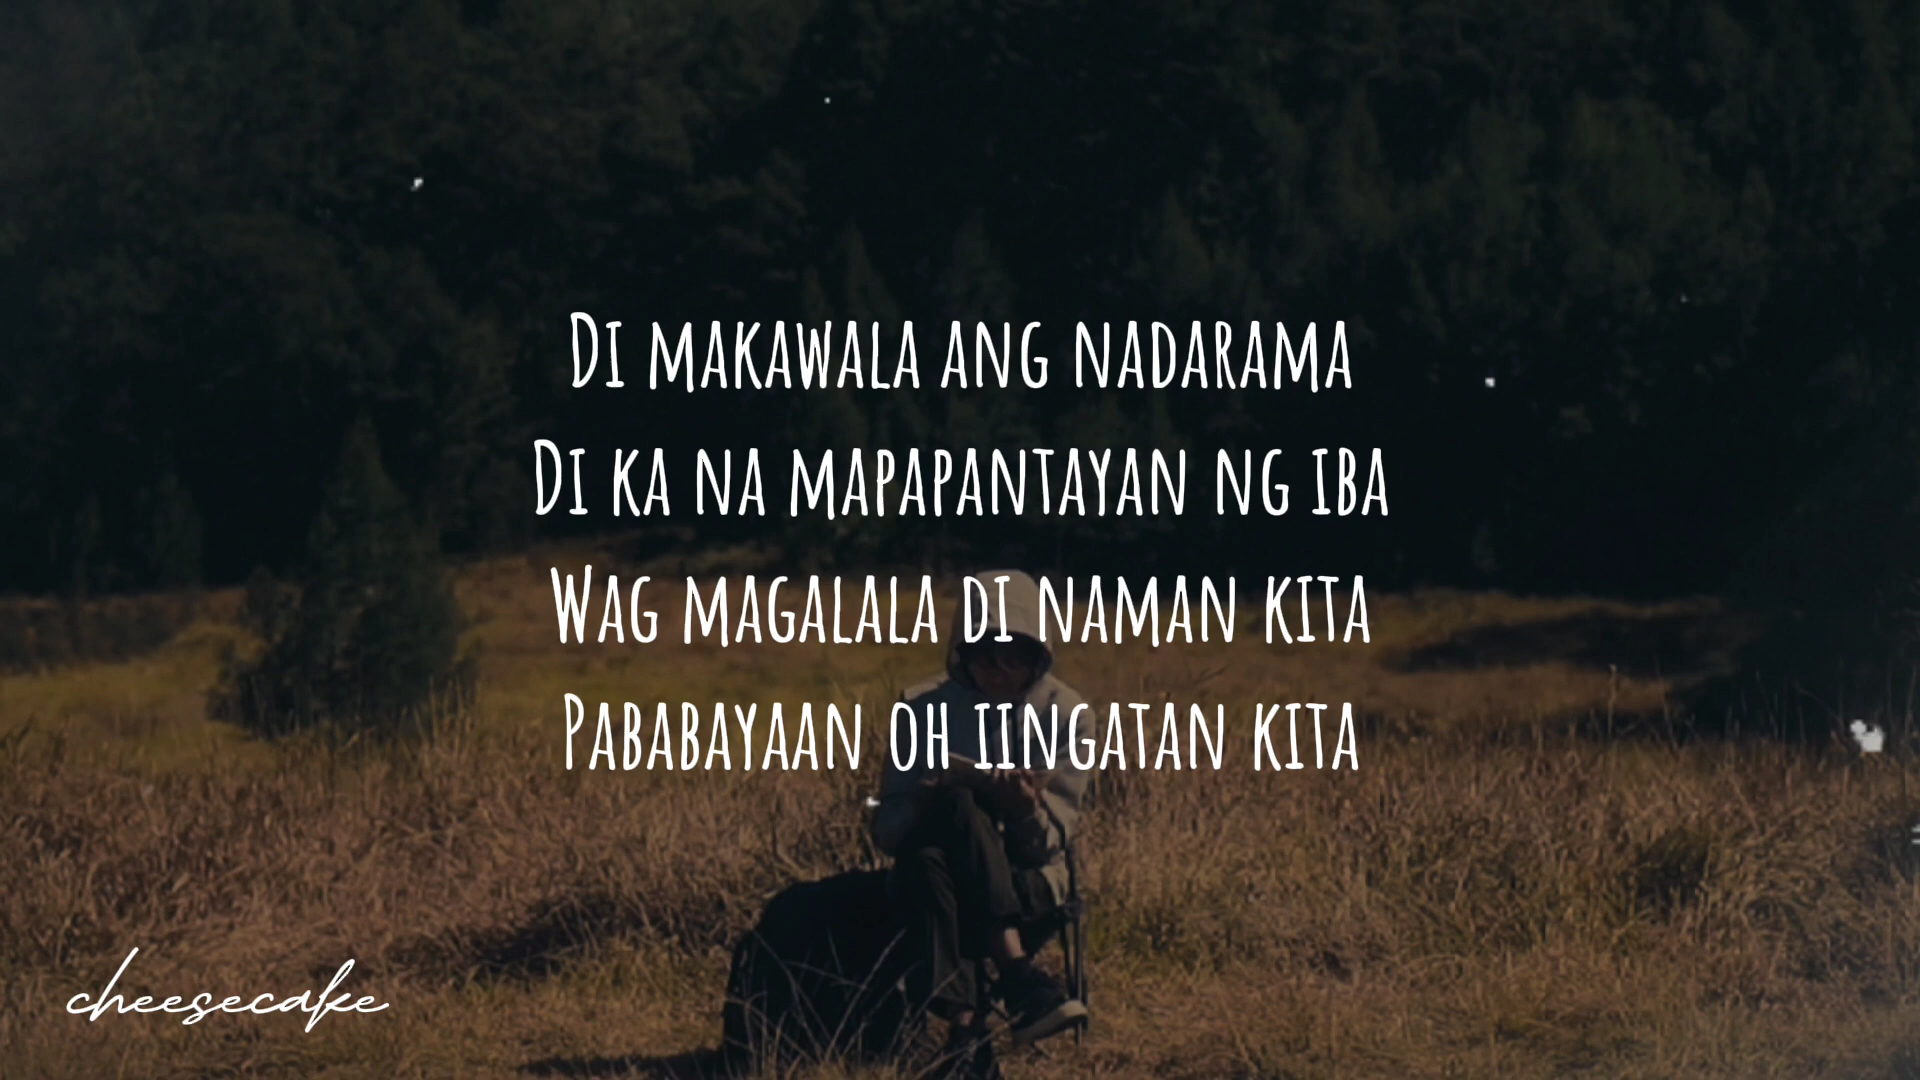 Di makawala ang nadarama
Di ka na mapapantayan ng iba
Wag magalala di naman kita
Pababayaan oh iingatan kita
cheesecake